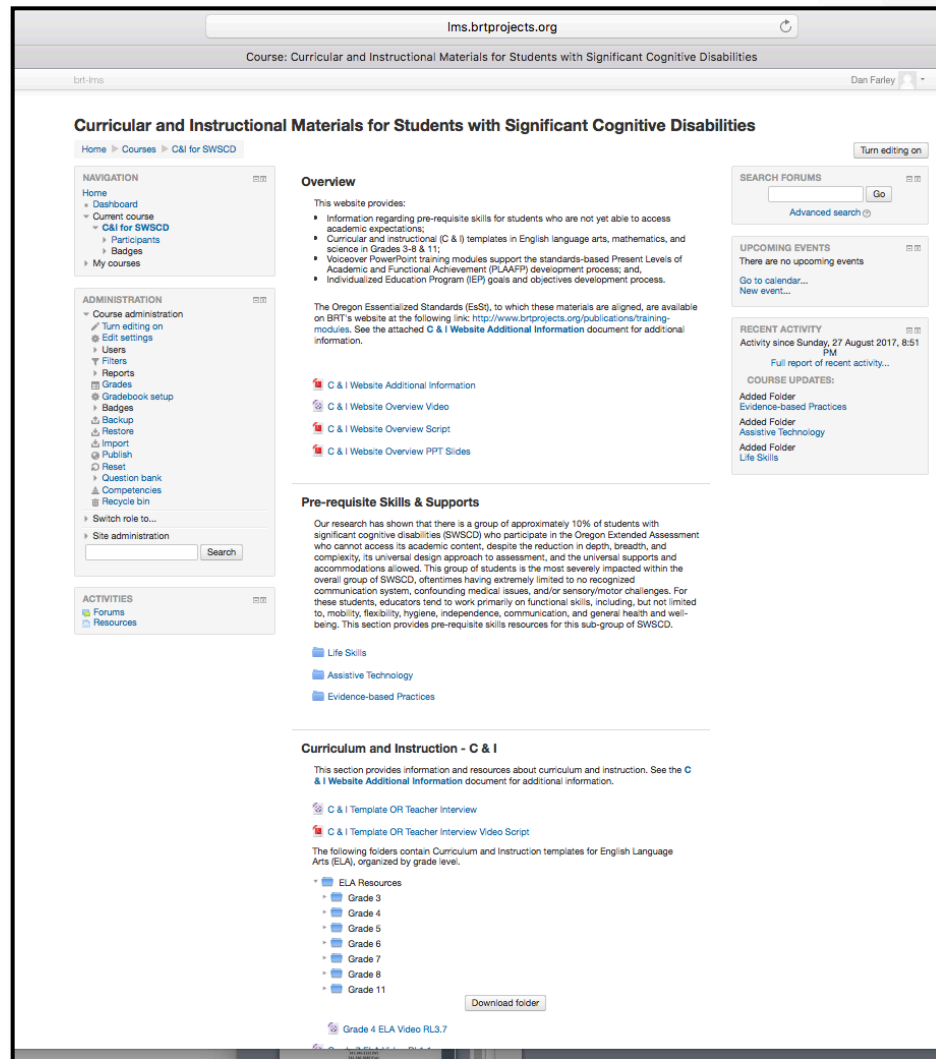 lms.brtprojects.org
Course: Curricular and Instructional Materials for Students with Significant Cognitive Disabilities
brt-lms
Dan Farley
Curricular and Instructional Materials for Students with Significant Cognitive Disabilities
Home
Courses
C&I for SWSCD
Turn editing on
NAVIGATION
Home
Dashboard
Current course
C&I for SWSCD
Participants
Badges
My courses
ADMINISTRATION
Course administration
Turn editing on
Edit settings
Users
Filters
Reports
Grades
Gradebook setup
Badges
Backup
Restore
Import
Publish
Reset
Question bank
Competencies
Recycle bin
Switch role to...
Site administration
Search
ACTIVITIES
Forums
Resources
Overview
This website provides:
Information regarding pre-requisite skills for students who are not yet able to access
academic expectations;
Curricular and instructional (C & I) templates in English language arts, mathematics, and
science in Grades 3-8 & 11;
Voiceover PowerPoint training modules support the standards-based Present Levels of
Academic and Functional Achievement (PLAAFP) development process; and,
Individualized Education Program (IEP) goals and objectives development process.
The Oregon Essentialized Standards (EsSt), to which these materials are aligned, are available
on BRT's website at the following link: http://www.brtprojects.org/publications/training-
modules. See the attached C & I Website Additional Information document for additional
information.
C & I Website Additional Information
C & I Website Overview Video
C & I Website Overview Script
C & I Website Overview PPT Slides
Pre-requisite Skills & Supports
Our research has shown that there is a group of approximately 10% of students with
significant cognitive disabilities (SWSCD) who participate in the Oregon Extended Assessment
who cannot access its academic content, despite the reduction in depth, breadth, and
complexity, its universal design approach to assessment, and the universal supports and
accommodations allowed. This group of students is the most severely impacted within the
overall group of SWSCD, oftentimes having extremely limited to no recognized
communication system, confounding medical issues, and/or sensory/motor challenges. For
these students, educators tend to work primarily on functional skills, including, but not limited
to, mobility, flexibility, hygiene, independence, communication, and general health and well-
being. This section provides pre-requisite skills resources for this sub-group of SWSCD.
Life Skills
Assistive Technology
Evidence-based Practices
Curriculum and Instruction - C & I
This section provides information and resources about curriculum and instruction. See the C
& I Website Additional Information document for additional information.
C & I Template OR Teacher Interview
C & I Template OR Teacher Interview Video Script
The following folders contain Curriculum and Instruction templates for English Language
Arts (ELA), organized by grade level.
ELA Resources
Grade 3
Grade 4
Grade 5
Grade 6
Grade 7
Grade 8
Grade 11
Download folder
Grade 4 ELA Video RL3.7
SEARCH FORUMS
Go
Advanced search
UPCOMING EVENTS
There are no upcoming events
Go to calendar...
New event...
RECENT ACTIVITY
Activity since Sunday, 27 August 2017, 8:51
PM
Full report of recent activity...
COURSE UPDATES:
Added Folder
Evidence-based Practices
Added Folder
Assistive Technology
Added Folder
Life Skills